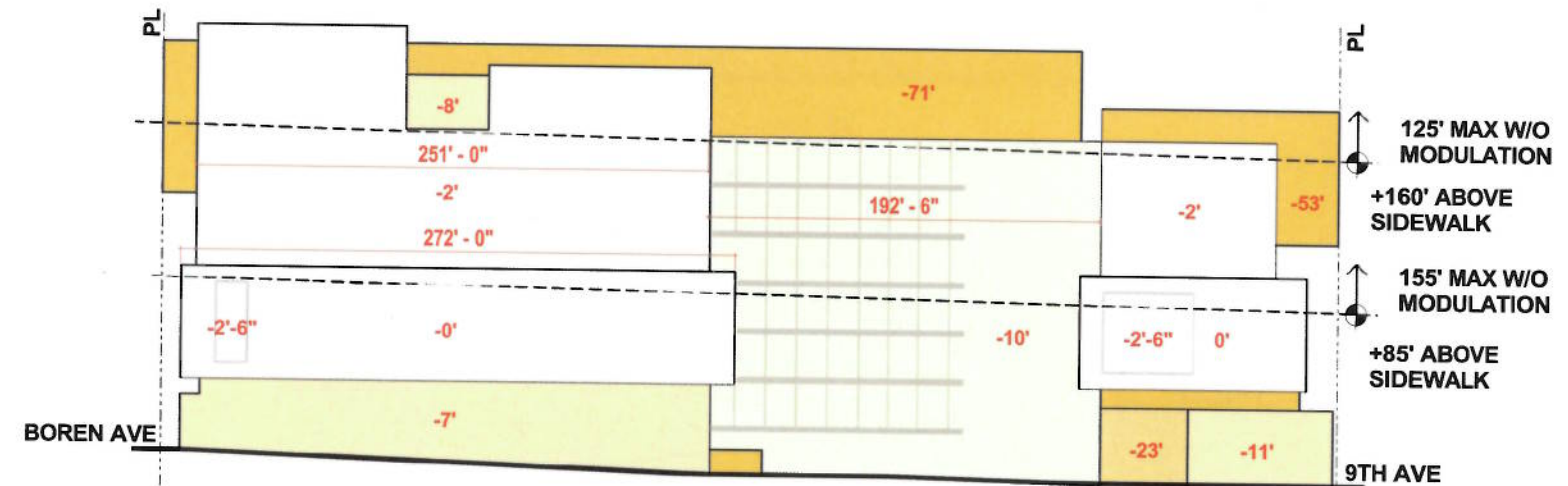 PL
PL
-8'
-71'
125' MAX W/O
MODULATION
251' - 0"
-2'
192' - 6"
-2'
-53'
+160' ABOVE
SIDEWALK
272' - 0"
155' MAX W/O
MODULATION
-2'-6"
-0'
-10'
-2'-6"
0'
+85' ABOVE
SIDEWALK
BOREN AVE
-7'
-23'
-11'
9TH AVE